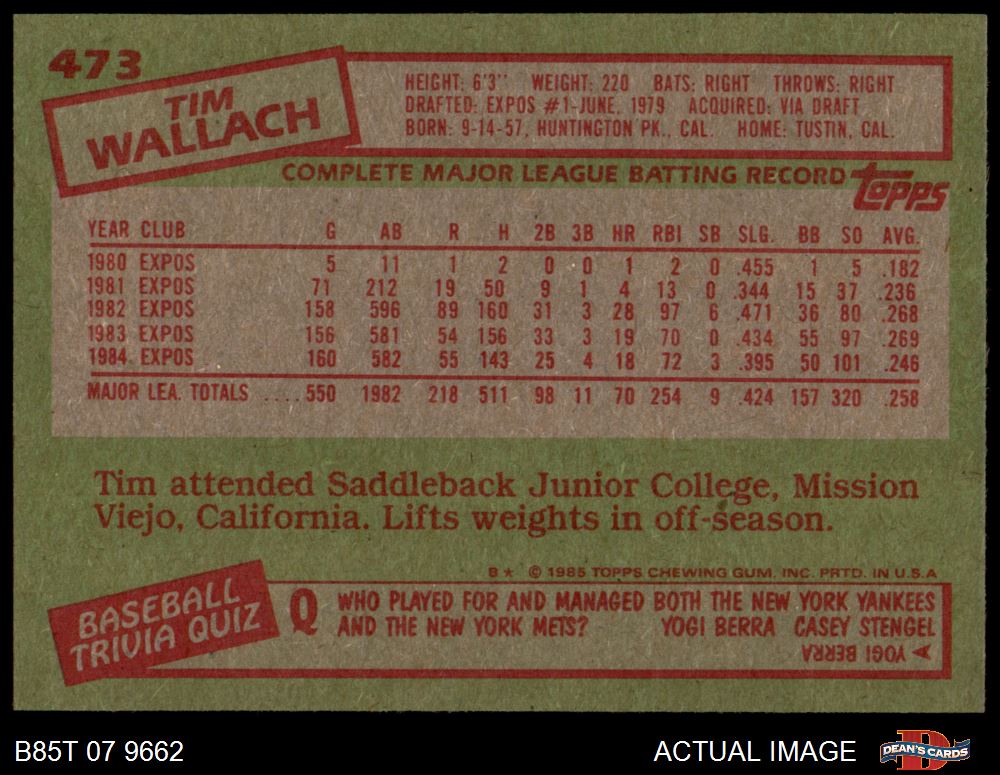 473
TIM
WALLACH
HEIGHT: 6'3" WEIGHT: 220 BATS: RIGHT THROWS: RIGHT
DRAFTED: EXPOS #1-JUNE, 1979 ACQUIRED: VIA DRAFT
BORN: 9-14-57, HUNTINGTON PK., CAL. HOME: TUSTIN, CAL.
COMPLETE MAJOR LEAGUE BATTING RECORD
topps
YEAR CLUB G AB R H 2B 3B HR RBI SB SLG. BB SO AVG.
1980 EXPOS 5 11 1 2 0 0 1 2 0 .455 1 5 .182
1981 EXPOS 71 212 19 50 9 1 4 13 0 .344 15 37 .236
1982 EXPOS 158 596 89 160 31 3 28 97 6 .471 36 80 .268
1983 EXPOS 156 581 54 156 33 3 19 70 0 .434 55 97 .269
1984 EXPOS 160 582 55 143 25 4 18 72 3 .395 50 101 .246
MAJOR LEA. TOTALS ....550 1982 218 511 98 11 70 254 9 .424 157 320 .258
Tim attended Saddleback Junior College, Mission
Viejo, California. Lifts weights in off-season.
B★ © 1985 TOPPS CHEWING GUM, INC. PRTD. IN U.S.A
BASEBALL
TRIVIA QUIZ
Q WHO PLAYED FOR AND MANAGED BOTH THE NEW YORK YANKEES
AND THE NEW YORK METS? YOGI BERRA CASEY STENGEL
A YOGI BERRA
B85T 07 9662
ACTUAL IMAGE
D
DEAN'S CARDS